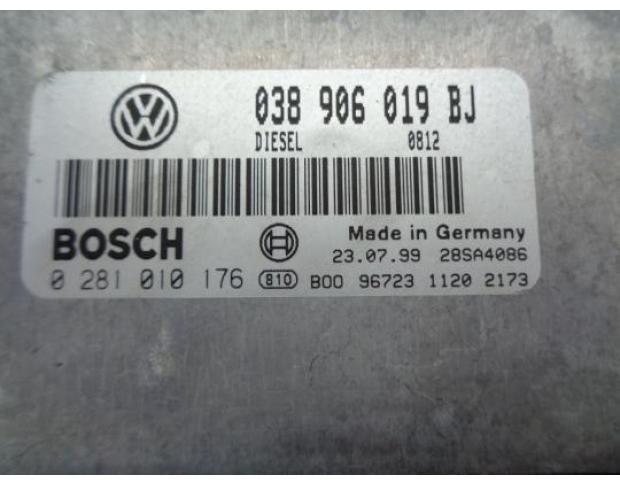 038 906 019 BJ
DIESEL 0812
BOSCH
Made in Germany
23.07.99 28SA4086
0 281 010 176 810 B00 96723 1120 2173